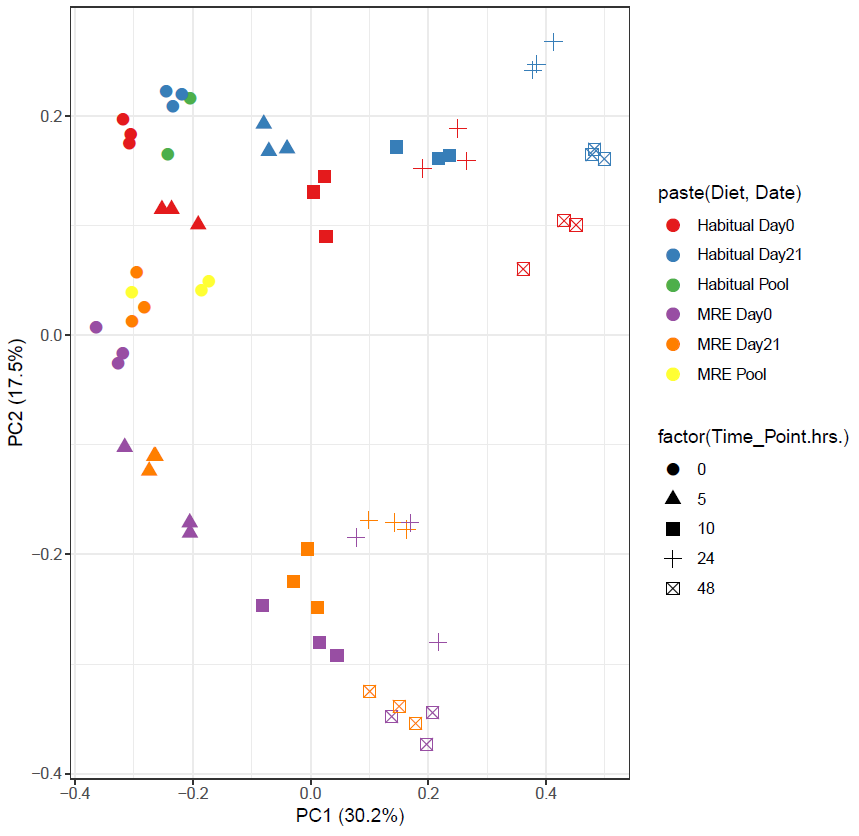 0.2
0.0
−0.2
−0.4
PC2 (17.5%)
−0.4
−0.2
0.0
0.2
0.4
PC1 (30.2%)
paste(Diet, Date)
Habitual Day0
Habitual Day21
Habitual Pool
MRE Day0
MRE Day21
MRE Pool
factor(Time_Point.hrs.)
0
5
10
24
48